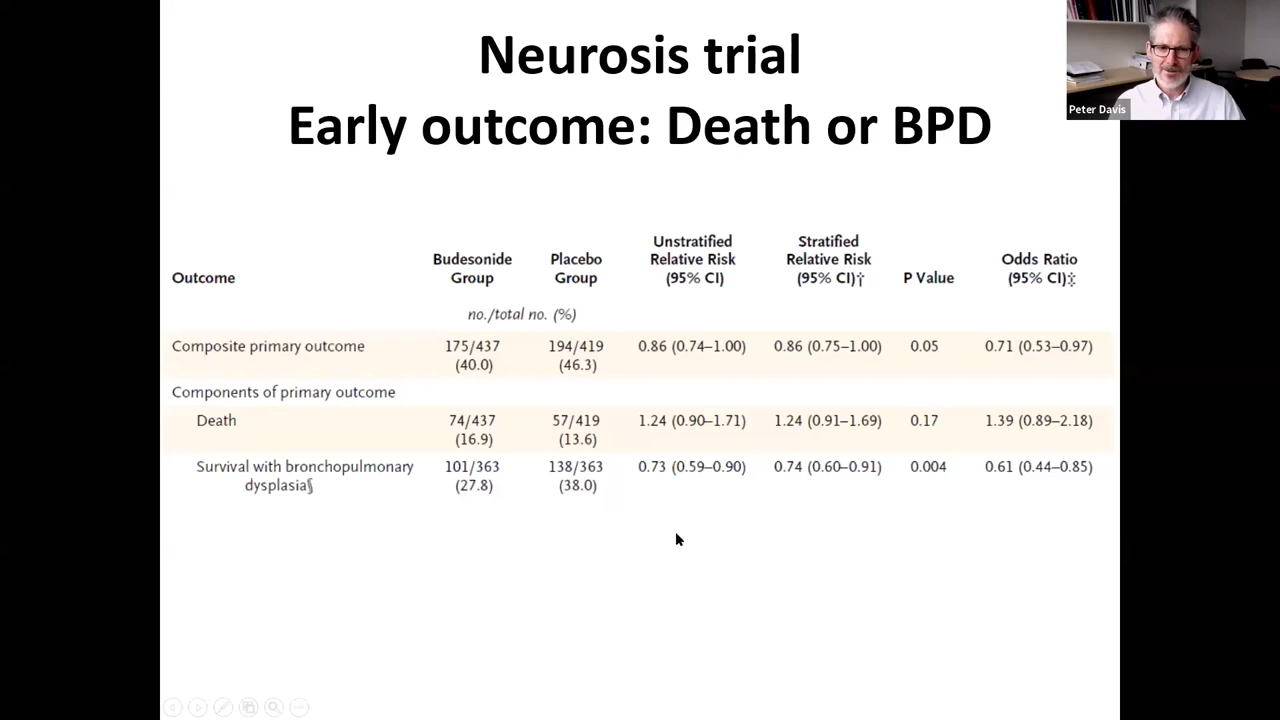 Neurosis trial
Early outcome: Death or BPD
Peter Davis
Outcome
Budesonide
Group
Placebo
Group
Unstratified
Relative Risk
(95% CI)
Stratified
Relative Risk
(95% CI)†
P Value
Odds Ratio
(95% CI)‡
no./total no. (%)
Composite primary outcome
175/437
(40.0)
194/419
(46.3)
0.86 (0.74–1.00)
0.86 (0.75–1.00)
0.05
0.71 (0.53–0.97)
Components of primary outcome
Death
74/437
(16.9)
57/419
(13.6)
1.24 (0.90–1.71)
1.24 (0.91–1.69)
0.17
1.39 (0.89–2.18)
Survival with bronchopulmonary
dysplasia§
101/363
(27.8)
138/363
(38.0)
0.73 (0.59–0.90)
0.74 (0.60–0.91)
0.004
0.61 (0.44–0.85)